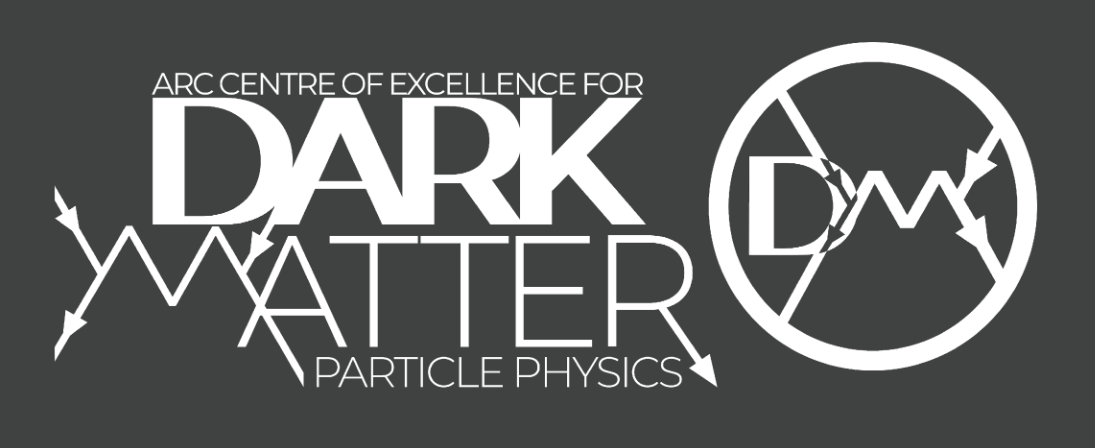 ARC CENTRE OF EXCELLENCE FOR
DARK
MATTER
PARTICLE PHYSICS
DM